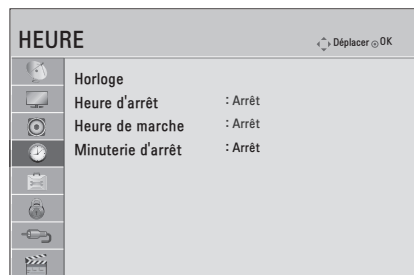 HEURE
Déplacer OK
Horloge
Heure d'arrêt : Arrêt
Heure de marche : Arrêt
Minuterie d'arrêt : Arrêt